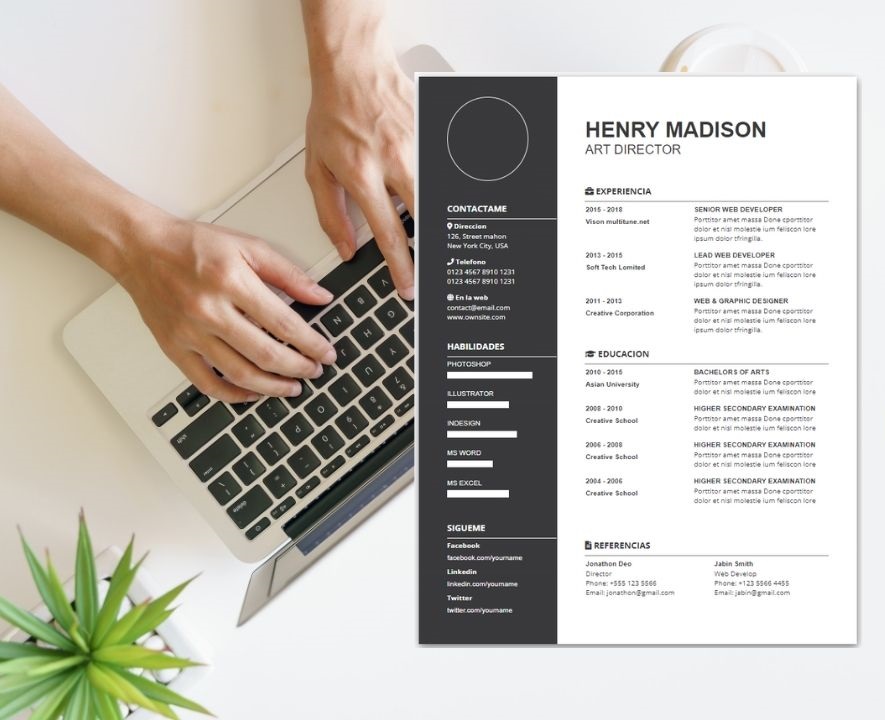 HENRY MADISON
ART DIRECTOR
CONTACTAME
Direccion
126, Street mahon
New York City, USA
Telefono
0123 4567 8910 1231
0123 4567 8910 1231
En la web
contact@email.com
www.ownsite.com
HABILIDADES
PHOTOSHOP
ILLUSTRATOR
INDESIGN
MS WORD
MS EXCEL
SIGUEME
Facebook
facebook.com/yourname
Linkedin
linkedin.com/yourname
Twitter
twitter.com/yourname
EXPERIENCIA
2015 - 2018
Vison multitune.net
SENIOR WEB DEVELOPER
Porttitor amet massa Done cporttitor
dolor et nisl molestie ium feliscon lore
ipsum dolor tfringilla.
2013 - 2015
Soft Tech Lomited
LEAD WEB DEVELOPER
Porttitor amet massa Done cporttitor
dolor et nisl molestie ium feliscon lore
ipsum dolor tfringilla.
2011 - 2013
Creative Corporation
WEB & GRAPHIC DESIGNER
Porttitor amet massa Done cporttitor
dolor et nisl molestie ium feliscon lore
ipsum dolor tfringilla.
EDUCACION
2010 - 2015
Asian University
BACHELORS OF ARTS
Porttitor amet massa Done cporttitor
dolor et nisl molestie ium feliscon lore
2008 - 2010
Creative School
HIGHER SECONDARY EXAMINATION
Porttitor amet massa Done cporttitor
dolor et nisl molestie ium feliscon lore
2006 - 2008
Creative School
HIGHER SECONDARY EXAMINATION
Porttitor amet massa Done cporttitor
dolor et nisl molestie ium feliscon lore
2004 - 2006
Creative School
HIGHER SECONDARY EXAMINATION
Porttitor amet massa Done cporttitor
dolor et nisl molestie ium feliscon lore
REFERENCIAS
Jonathon Deo
Director
Phone: +555 123 5566
Email: jonathon@gmail.com
Jabin Smith
Web Develop
Phone: +123 5566 4455
Email: jabin@gmail.com